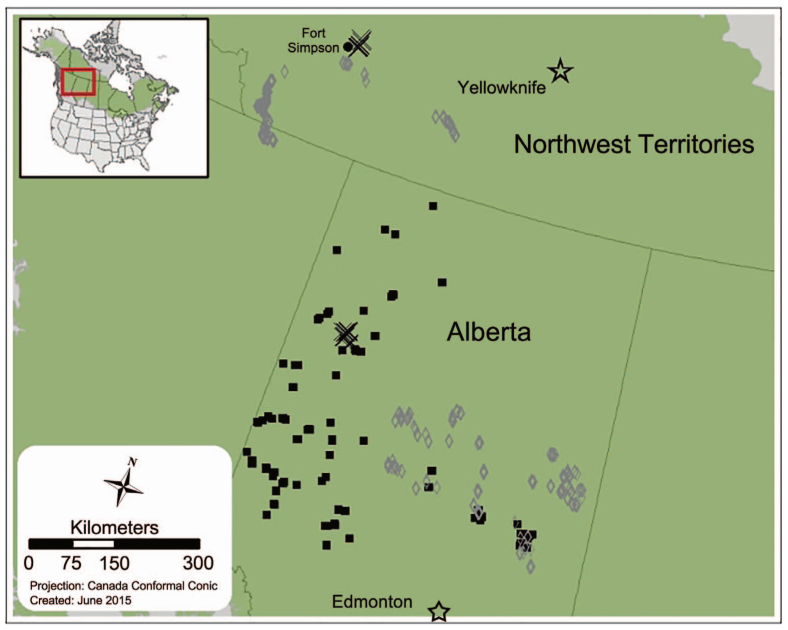 Fort
Simpson
Yellowknife
Northwest Territories
Alberta
N
Kilometers
0 75 150 300
Projection: Canada Conformal Conic
Created: June 2015
Edmonton